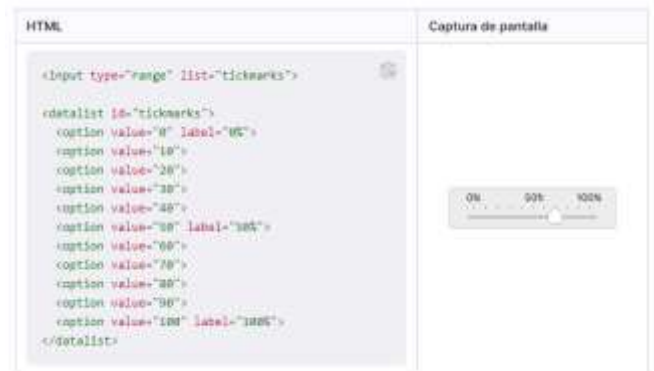 HTML
Captura de pantalla
<input type="range" list="tickmarks">
<datalist id="tickmarks">
<option value="0" label="0%">
<option value="10">
<option value="20">
<option value="30">
<option value="40">
<option value="50" label="50%">
<option value="60">
<option value="70">
<option value="80">
<option value="90">
<option value="100" label="100%">
</datalist>
0% 50% 100%